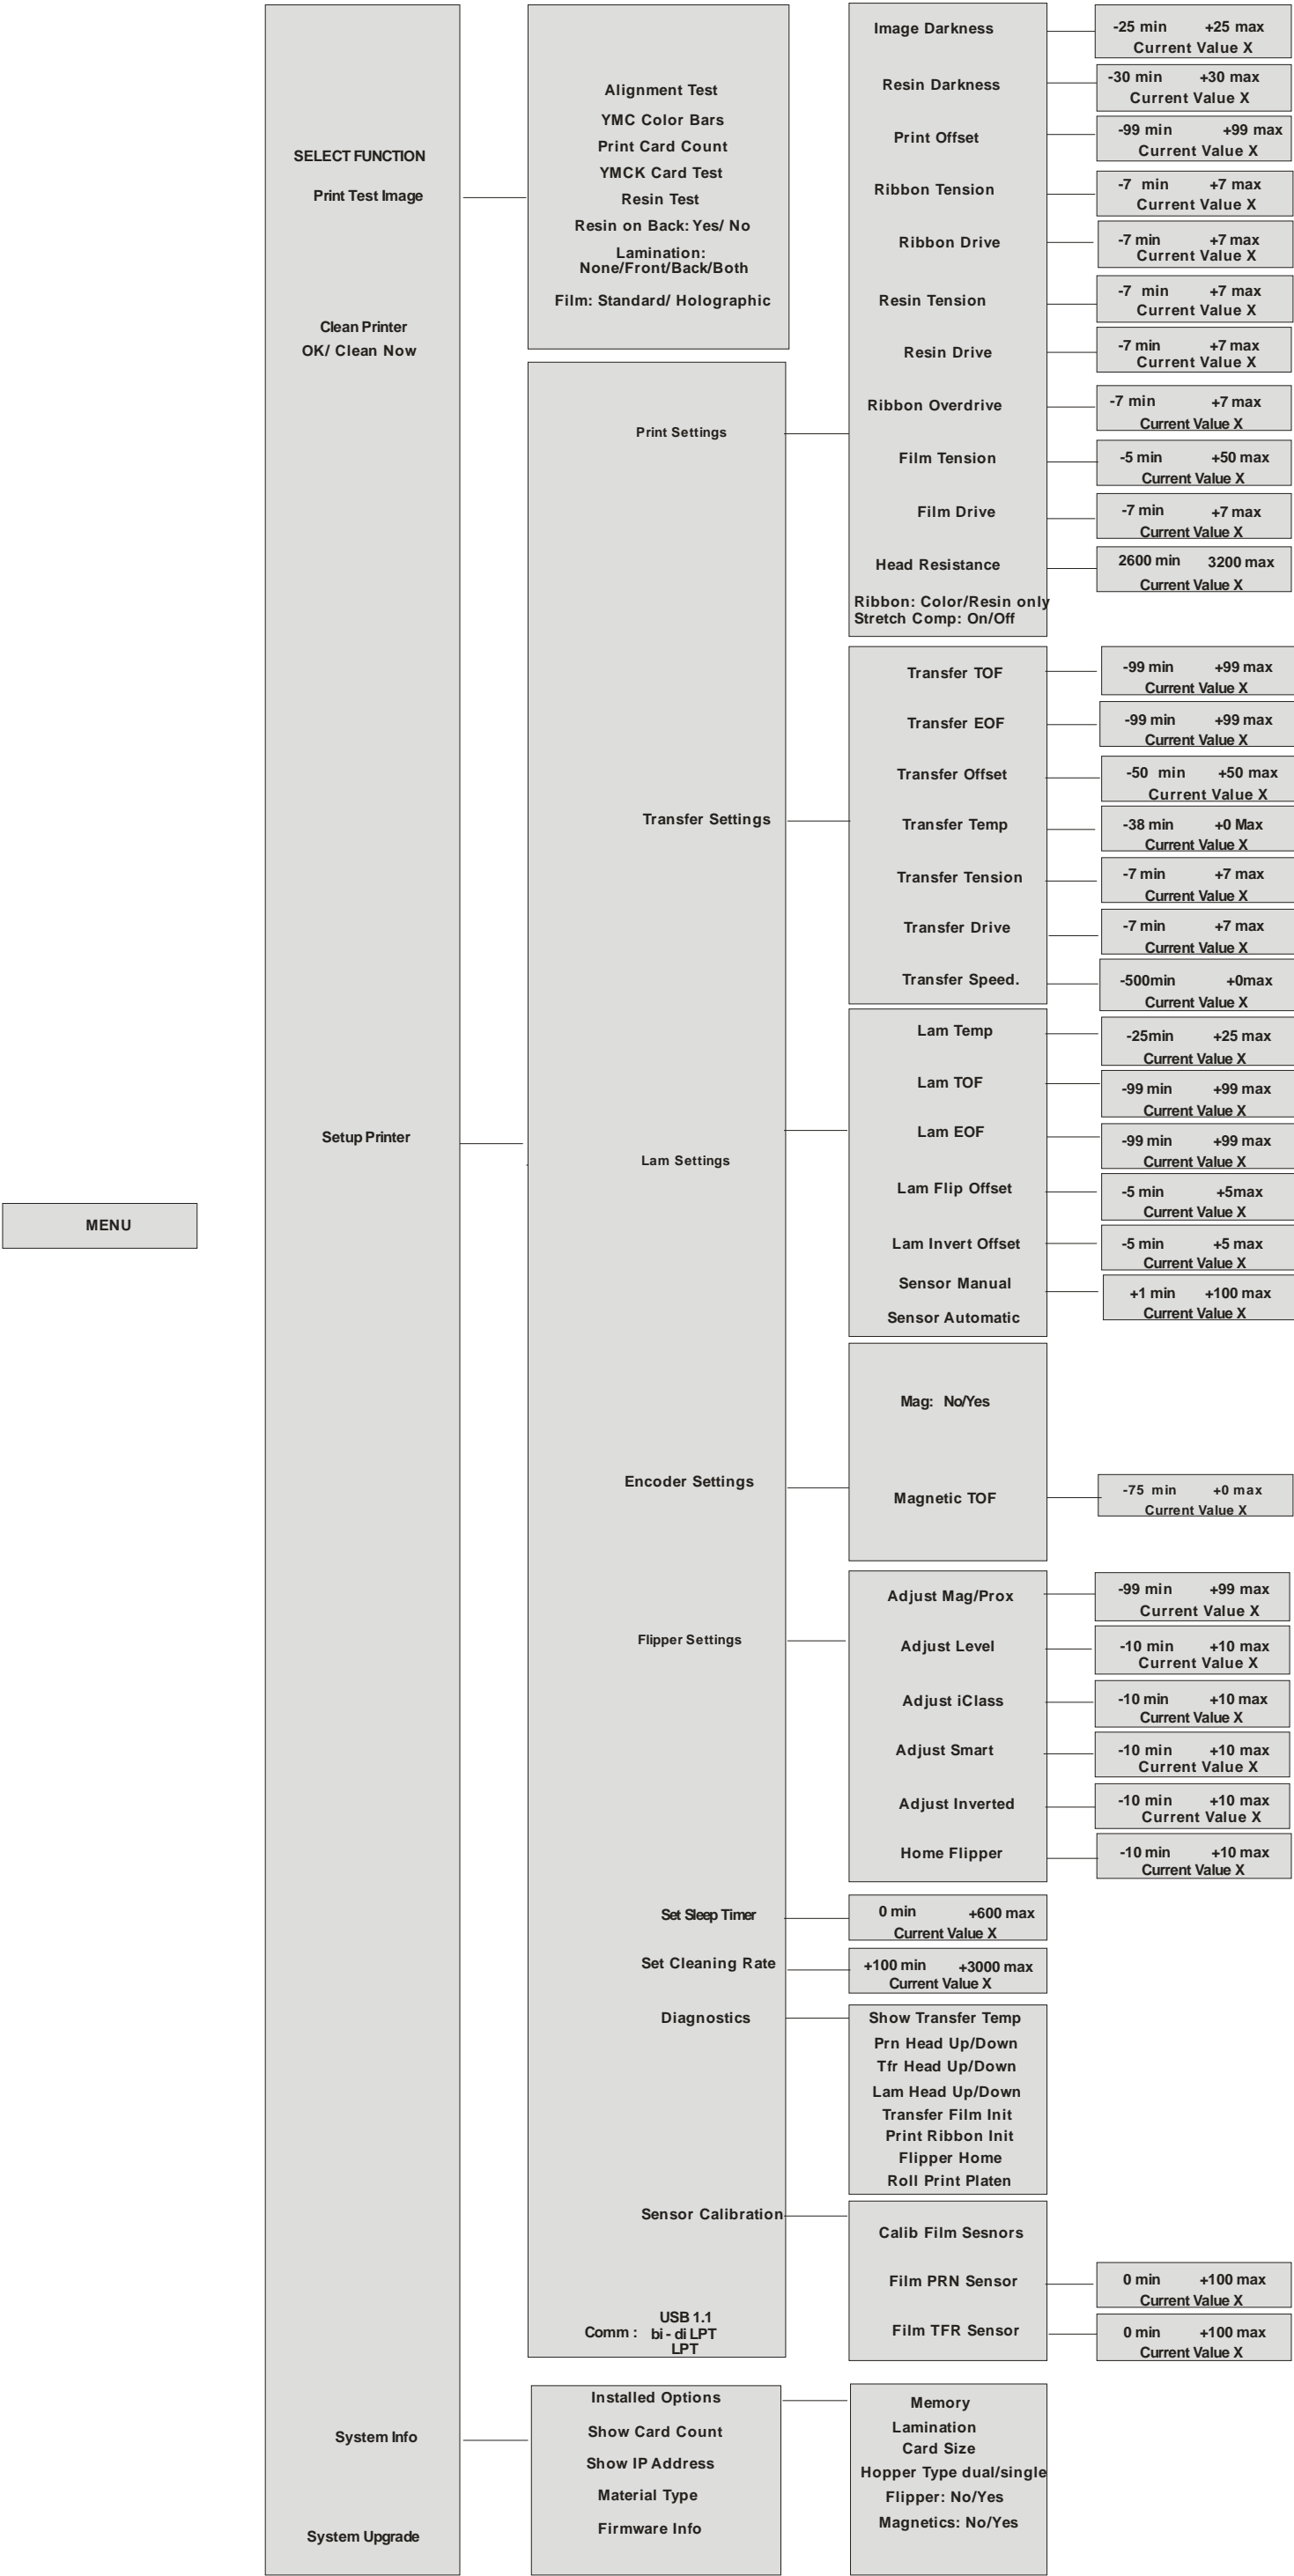 MENU
SELECT FUNCTION
Print Test Image
Clean Printer
OK/ Clean Now
Setup Printer
System Info
System Upgrade
Alignment Test
YMC Color Bars
Print Card Count
YMCK Card Test
Resin Test
Resin on Back: Yes/ No
Lamination:
None/Front/Back/Both
Film: Standard/ Holographic
Print Settings
Transfer Settings
Lam Settings
Encoder Settings
Flipper Settings
Set Sleep Timer
Set Cleaning Rate
Diagnostics
Sensor Calibration
USB 1.1
Comm : bi - di LPT
LPT
Installed Options
Show Card Count
Show IP Address
Material Type
Firmware Info
Image Darkness
-25 min +25 max
Current Value X
Resin Darkness
-30 min +30 max
Current Value X
Print Offset
-99 min +99 max
Current Value X
Ribbon Tension
-7 min +7 max
Current Value X
Ribbon Drive
-7 min +7 max
Current Value X
Resin Tension
-7 min +7 max
Current Value X
Resin Drive
-7 min +7 max
Current Value X
Ribbon Overdrive
-7 min +7 max
Current Value X
Film Tension
-5 min +50 max
Current Value X
Film Drive
-7 min +7 max
Current Value X
Head Resistance
2600 min 3200 max
Current Value X
Ribbon: Color/Resin only
Stretch Comp: On/Off
Transfer TOF
-99 min +99 max
Current Value X
Transfer EOF
-99 min +99 max
Current Value X
Transfer Offset
-50 min +50 max
Current Value X
Transfer Temp
-38 min +0 Max
Current Value X
Transfer Tension
-7 min +7 max
Current Value X
Transfer Drive
-7 min +7 max
Current Value X
Transfer Speed.
-500min +0max
Current Value X
Lam Temp
-25min +25 max
Current Value X
Lam TOF
-99 min +99 max
Current Value X
Lam EOF
-99 min +99 max
Current Value X
Lam Flip Offset
-5 min +5max
Current Value X
Lam Invert Offset
-5 min +5 max
Current Value X
Sensor Manual
+1 min +100 max
Current Value X
Sensor Automatic
Mag: No/Yes
Magnetic TOF
-75 min +0 max
Current Value X
Adjust Mag/Prox
-99 min +99 max
Current Value X
Adjust Level
-10 min +10 max
Current Value X
Adjust iClass
-10 min +10 max
Current Value X
Adjust Smart
-10 min +10 max
Current Value X
Adjust Inverted
-10 min +10 max
Current Value X
Home Flipper
-10 min +10 max
Current Value X
0 min +600 max
Current Value X
+100 min +3000 max
Current Value X
Show Transfer Temp
Prn Head Up/Down
Tfr Head Up/Down
Lam Head Up/Down
Transfer Film Init
Print Ribbon Init
Flipper Home
Roll Print Platen
Calib Film Sesnors
Film PRN Sensor
0 min +100 max
Current Value X
Film TFR Sensor
0 min +100 max
Current Value X
Memory
Lamination
Card Size
Hopper Type dual/single
Flipper: No/Yes
Magnetics: No/Yes